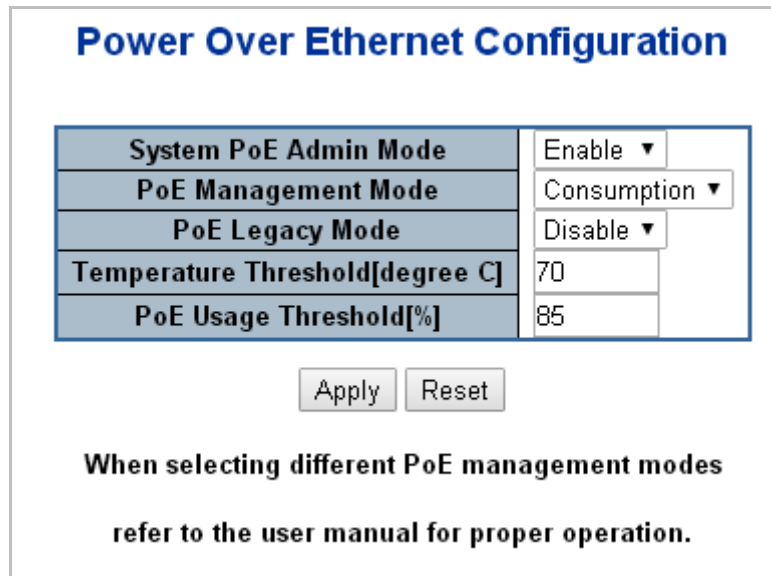 Power Over Ethernet Configuration
System PoE Admin Mode Enable ▼
PoE Management Mode Consumption ▼
PoE Legacy Mode Disable ▼
Temperature Threshold[degree C] 70
PoE Usage Threshold[%] 85
Apply Reset
When selecting different PoE management modes
refer to the user manual for proper operation.